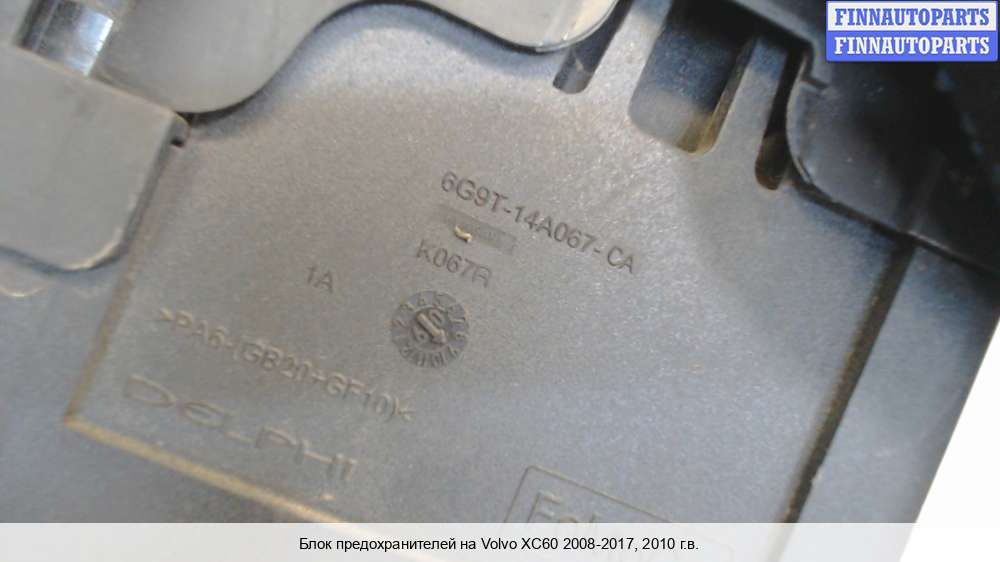 FINNAUTOPARTS
FINNAUTOPARTS
6G9T-14A067-CA
K067R
1A
>PA6-(GB20+GF10)<
DELPHI
Блок предохранителей на Volvo XC60 2008-2017, 2010 г.в.